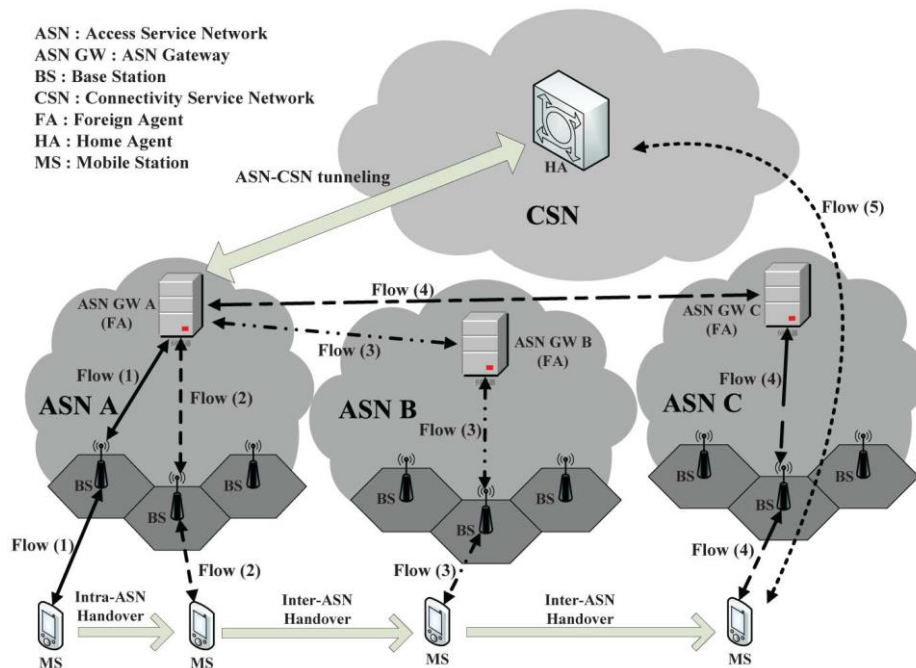 ASN : Access Service Network
ASN GW : ASN Gateway
BS : Base Station
CSN : Connectivity Service Network
FA : Foreign Agent
HA : Home Agent
MS : Mobile Station
HA
ASN-CSN tunneling
CSN
Flow (5)
ASN GW A
(FA)
Flow (4)
ASN GW C
(FA)
Flow (3)
ASN GW B
(FA)
Flow (1)
Flow (2)
Flow (4)
ASN A
ASN B
ASN C
Flow (3)
BS
BS
BS
BS
BS
BS
BS
BS
BS
Flow (1)
Flow (2)
Flow (3)
Flow (4)
Intra-ASN
Handover
Inter-ASN
Handover
Inter-ASN
Handover
MS
MS
MS
MS